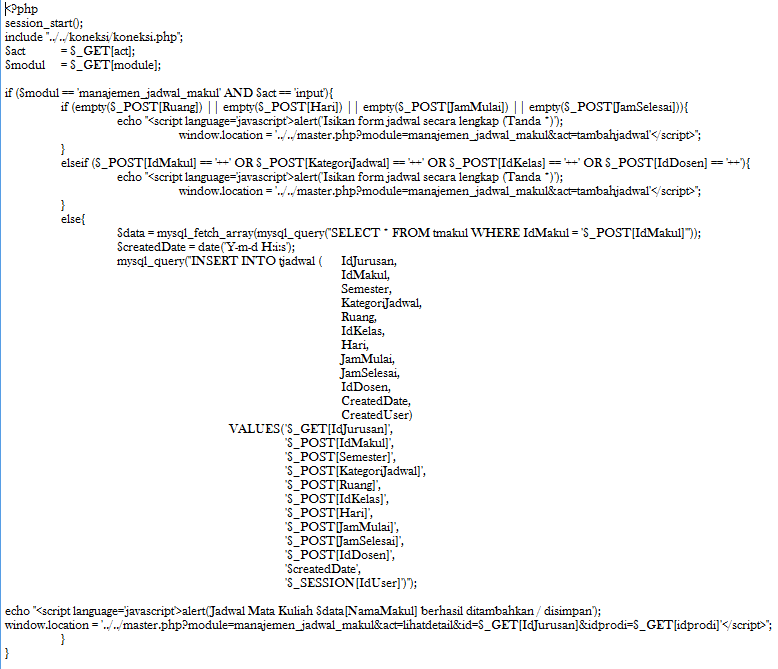 <?php
session_start();
include "../../koneksi/koneksi.php";
$act = $_GET[act];
$modul = $_GET[module];
if ($modul == 'manajemen_jadwal_makul' AND $act == 'input'){
if (empty($_POST[Ruang]) || empty($_POST[Hari]) || empty($_POST[JamMulai]) || empty($_POST[JamSelesai])){
echo "<script language='javascript'>alert('Isikan form jadwal secara lengkap (Tanda *)');
window.location = '../../master.php?module=manajemen_jadwal_makul&act=tambahjadwal'</script>";
}
elseif ($_POST[IdMakul] == '++' OR $_POST[KategoriJadwal] == '++' OR $_POST[IdKelas] == '++' OR $_POST[IdDosen] == '++'){
echo "<script language='javascript'>alert('Isikan form jadwal secara lengkap (Tanda *)');
window.location = '../../master.php?module=manajemen_jadwal_makul&act=tambahjadwal'</script>";
}
else{
$data = mysql_fetch_array(mysql_query("SELECT * FROM tmakul WHERE IdMakul = '$_POST[IdMakul]'"));
$createdDate = date('Y-m-d H:i:s');
mysql_query("INSERT INTO tjadwal ( IdJurusan,
IdMakul,
Semester,
KategoriJadwal,
Ruang,
IdKelas,
Hari,
JamMulai,
JamSelesai,
IdDosen,
CreatedDate,
CreatedUser)
VALUES('$_GET[IdJurusan]',
'$_POST[IdMakul]',
'$_POST[Semester]',
'$_POST[KategoriJadwal]',
'$_POST[Ruang]',
'$_POST[IdKelas]',
'$_POST[Hari]',
'$_POST[JamMulai]',
'$_POST[JamSelesai]',
'$_POST[IdDosen]',
'$createdDate',
'$_SESSION[IdUser]')");
echo "<script language='javascript'>alert('Jadwal Mata Kuliah $data[NamaMakul] berhasil ditambahkan / disimpan');
window.location = '../../master.php?module=manajemen_jadwal_makul&act=lihatdetail&id=$_GET[IdJurusan]&idprodi=$_GET[idprodi]'</script>";
}
}